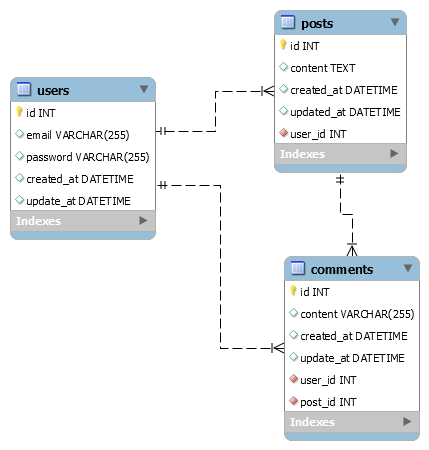 users
id INT
email VARCHAR(255)
password VARCHAR(255)
created_at DATETIME
update_at DATETIME
Indexes
posts
id INT
content TEXT
created_at DATETIME
updated_at DATETIME
user_id INT
Indexes
comments
id INT
content VARCHAR(255)
created_at DATETIME
update_at DATETIME
user_id INT
post_id INT
Indexes